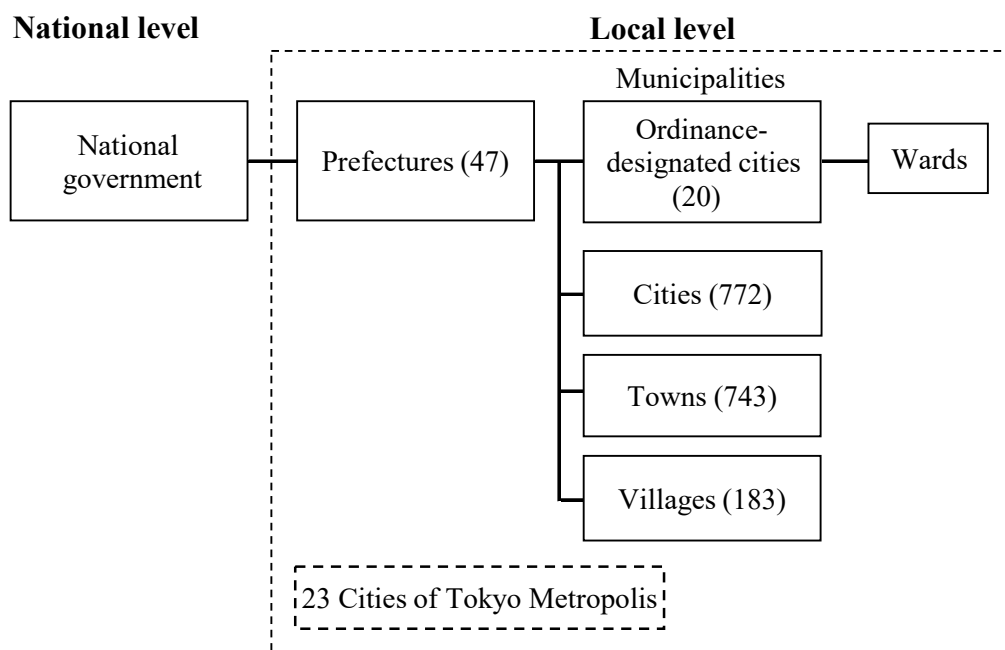 National level
Local level
Municipalities
National
government
Prefectures (47)
Ordinance-
designated cities
(20)
Wards
Cities (772)
Towns (743)
Villages (183)
23 Cities of Tokyo Metropolis